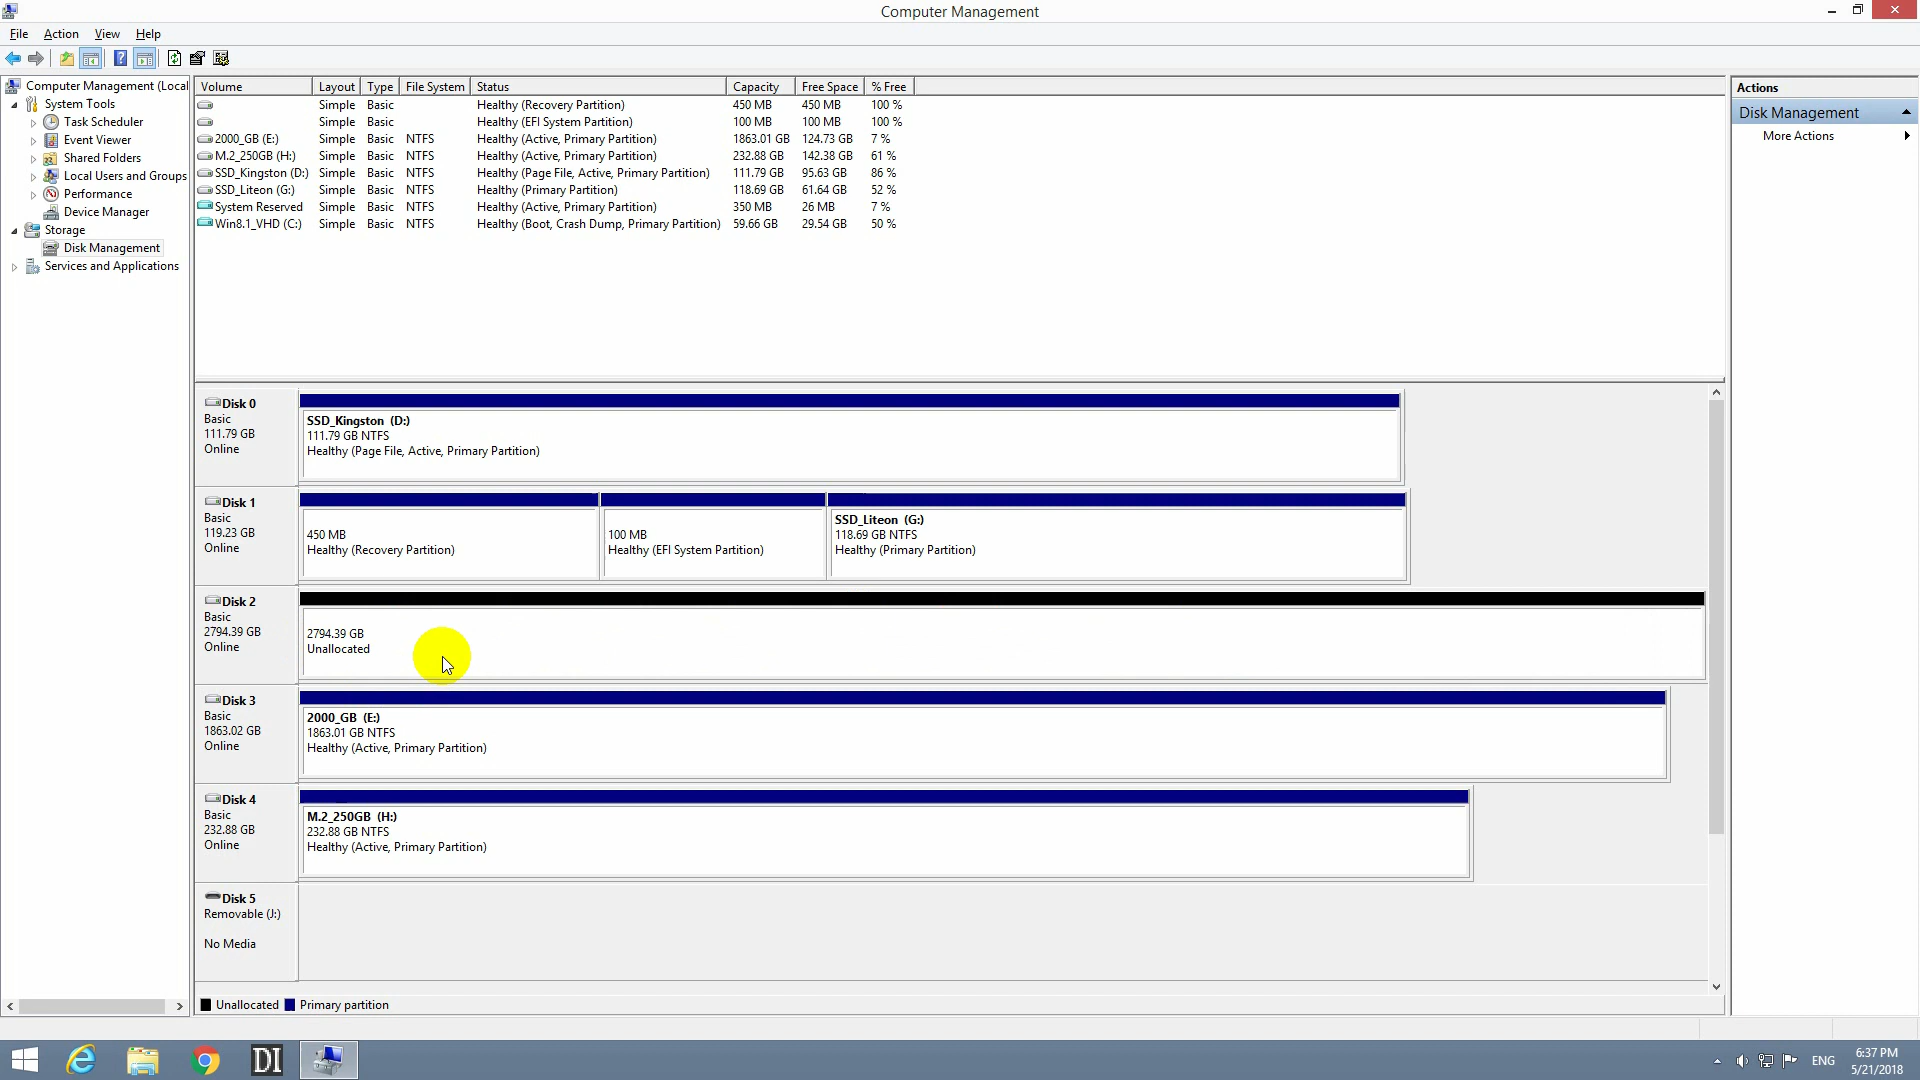 Computer Management
File Action View Help
Computer Management (Local
System Tools
Task Scheduler
Event Viewer
Shared Folders
Local Users and Groups
Performance
Device Manager
Storage
Disk Management
Services and Applications
Volume Layout Type File System Status Capacity Free Space % Free
Simple Basic Healthy (Recovery Partition) 450 MB 450 MB 100 %
Simple Basic Healthy (EFI System Partition) 100 MB 100 MB 100 %
2000_GB (E:) Simple Basic NTFS Healthy (Active, Primary Partition) 1863.01 GB 124.73 GB 7 %
M.2_250GB (H:) Simple Basic NTFS Healthy (Active, Primary Partition) 232.88 GB 142.38 GB 61 %
SSD_Kingston (D:) Simple Basic NTFS Healthy (Page File, Active, Primary Partition) 111.79 GB 95.63 GB 86 %
SSD_Liteon (G:) Simple Basic NTFS Healthy (Primary Partition) 118.69 GB 61.64 GB 52 %
System Reserved Simple Basic NTFS Healthy (Active, Primary Partition) 350 MB 26 MB 7 %
Win8.1_VHD (C:) Simple Basic NTFS Healthy (Boot, Crash Dump, Primary Partition) 59.66 GB 29.54 GB 50 %
Disk 0
Basic
111.79 GB
Online
SSD_Kingston (D:)
111.79 GB NTFS
Healthy (Page File, Active, Primary Partition)
Disk 1
Basic
119.23 GB
Online
450 MB
Healthy (Recovery Partition)
100 MB
Healthy (EFI System Partition)
SSD_Liteon (G:)
118.69 GB NTFS
Healthy (Primary Partition)
Disk 2
Basic
2794.39 GB
Online
2794.39 GB
Unallocated
Disk 3
Basic
1863.02 GB
Online
2000_GB (E:)
1863.01 GB NTFS
Healthy (Active, Primary Partition)
Disk 4
Basic
232.88 GB
Online
M.2_250GB (H:)
232.88 GB NTFS
Healthy (Active, Primary Partition)
Disk 5
Removable (J:)
No Media
Unallocated Primary partition
Actions
Disk Management
More Actions
DI
ENG
6:37 PM
5/21/2018